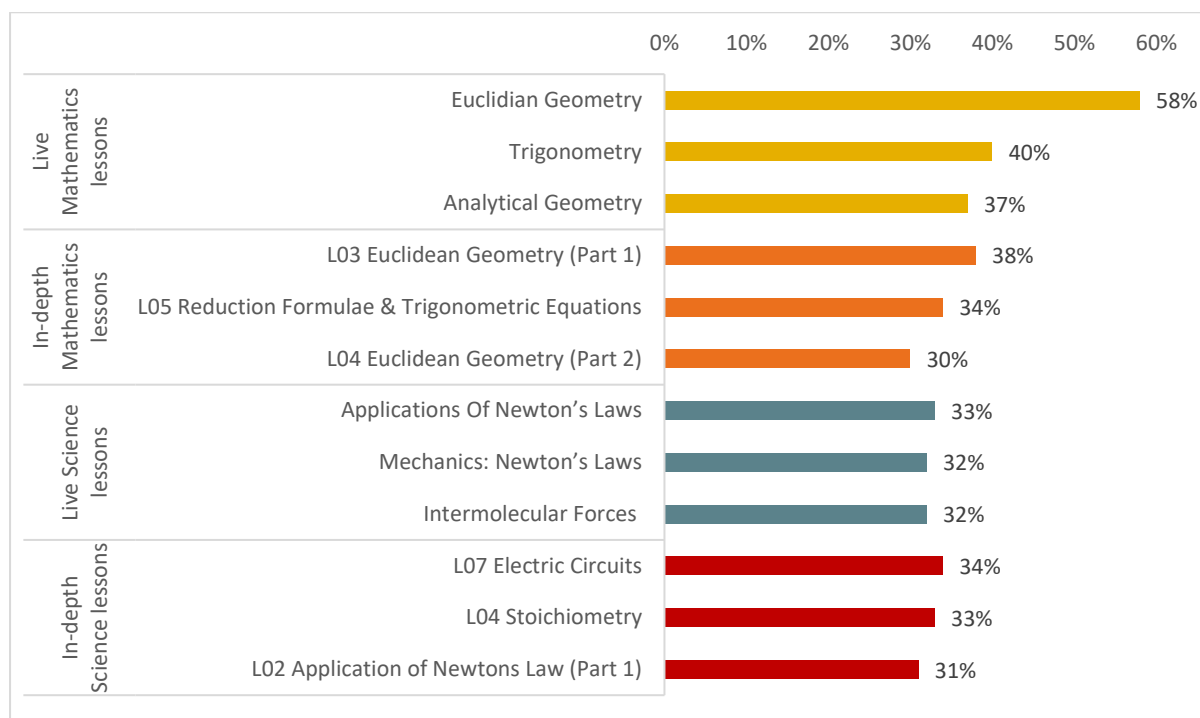 0% 10% 20% 30% 40% 50% 60%
Live
Mathematics
lessons
Euclidian Geometry 58%
Trigonometry 40%
Analytical Geometry 37%
In-depth
Mathematics
lessons
L03 Euclidean Geometry (Part 1) 38%
L05 Reduction Formulae & Trigonometric Equations 34%
L04 Euclidean Geometry (Part 2) 30%
Live Science
lessons
Applications Of Newton’s Laws 33%
Mechanics: Newton’s Laws 32%
Intermolecular Forces 32%
In-depth
Science lessons
L07 Electric Circuits 34%
L04 Stoichiometry 33%
L02 Application of Newtons Law (Part 1) 31%